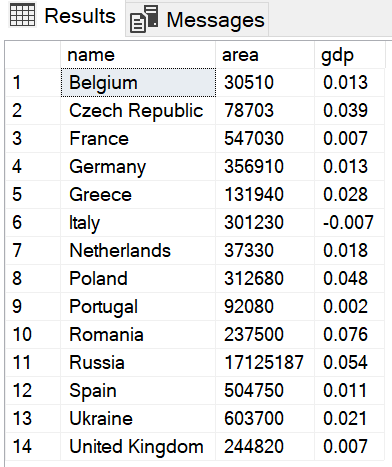 Results Messages
name area gdp
1 Belgium 30510 0.013
2 Czech Republic 78703 0.039
3 France 547030 0.007
4 Germany 356910 0.013
5 Greece 131940 0.028
6 Italy 301230 -0.007
7 Netherlands 37330 0.018
8 Poland 312680 0.048
9 Portugal 92080 0.002
10 Romania 237500 0.076
11 Russia 17125187 0.054
12 Spain 504750 0.011
13 Ukraine 603700 0.021
14 United Kingdom 244820 0.007